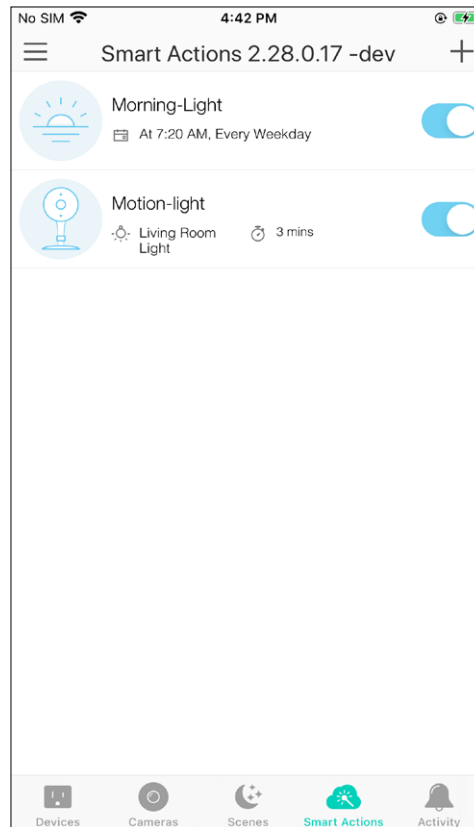 No SIM 4:42 PM
Smart Actions 2.28.0.17 -dev
Morning-Light
At 7:20 AM, Every Weekday
Motion-light
Living Room 3 mins
Light
Devices Cameras Scenes Smart Actions Activity